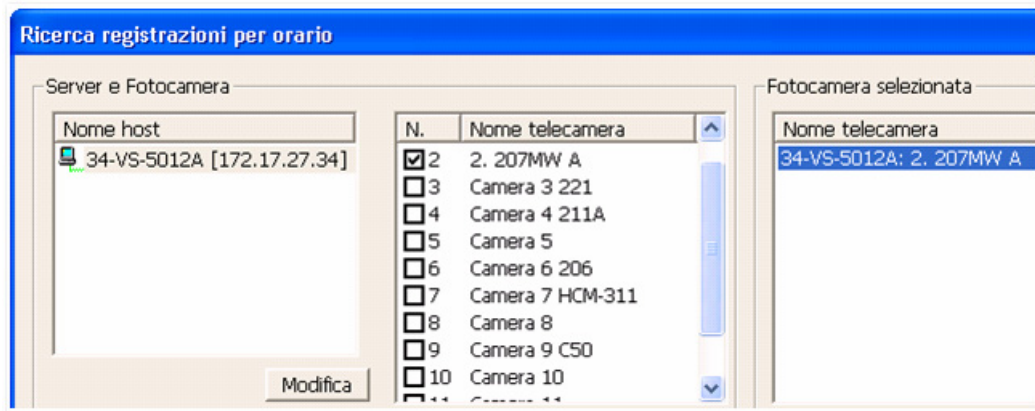 Ricerca registrazioni per orario
Server e Fotocamera
Nome host
34-VS-5012A [172.17.27.34]
Modifica
N. Nome telecamera
2 2. 207MW A
3 Camera 3 221
4 Camera 4 211A
5 Camera 5
6 Camera 6 206
7 Camera 7 HCM-311
8 Camera 8
9 Camera 9 C50
10 Camera 10
Fotocamera selezionata
Nome telecamera
34-VS-5012A: 2. 207MW A